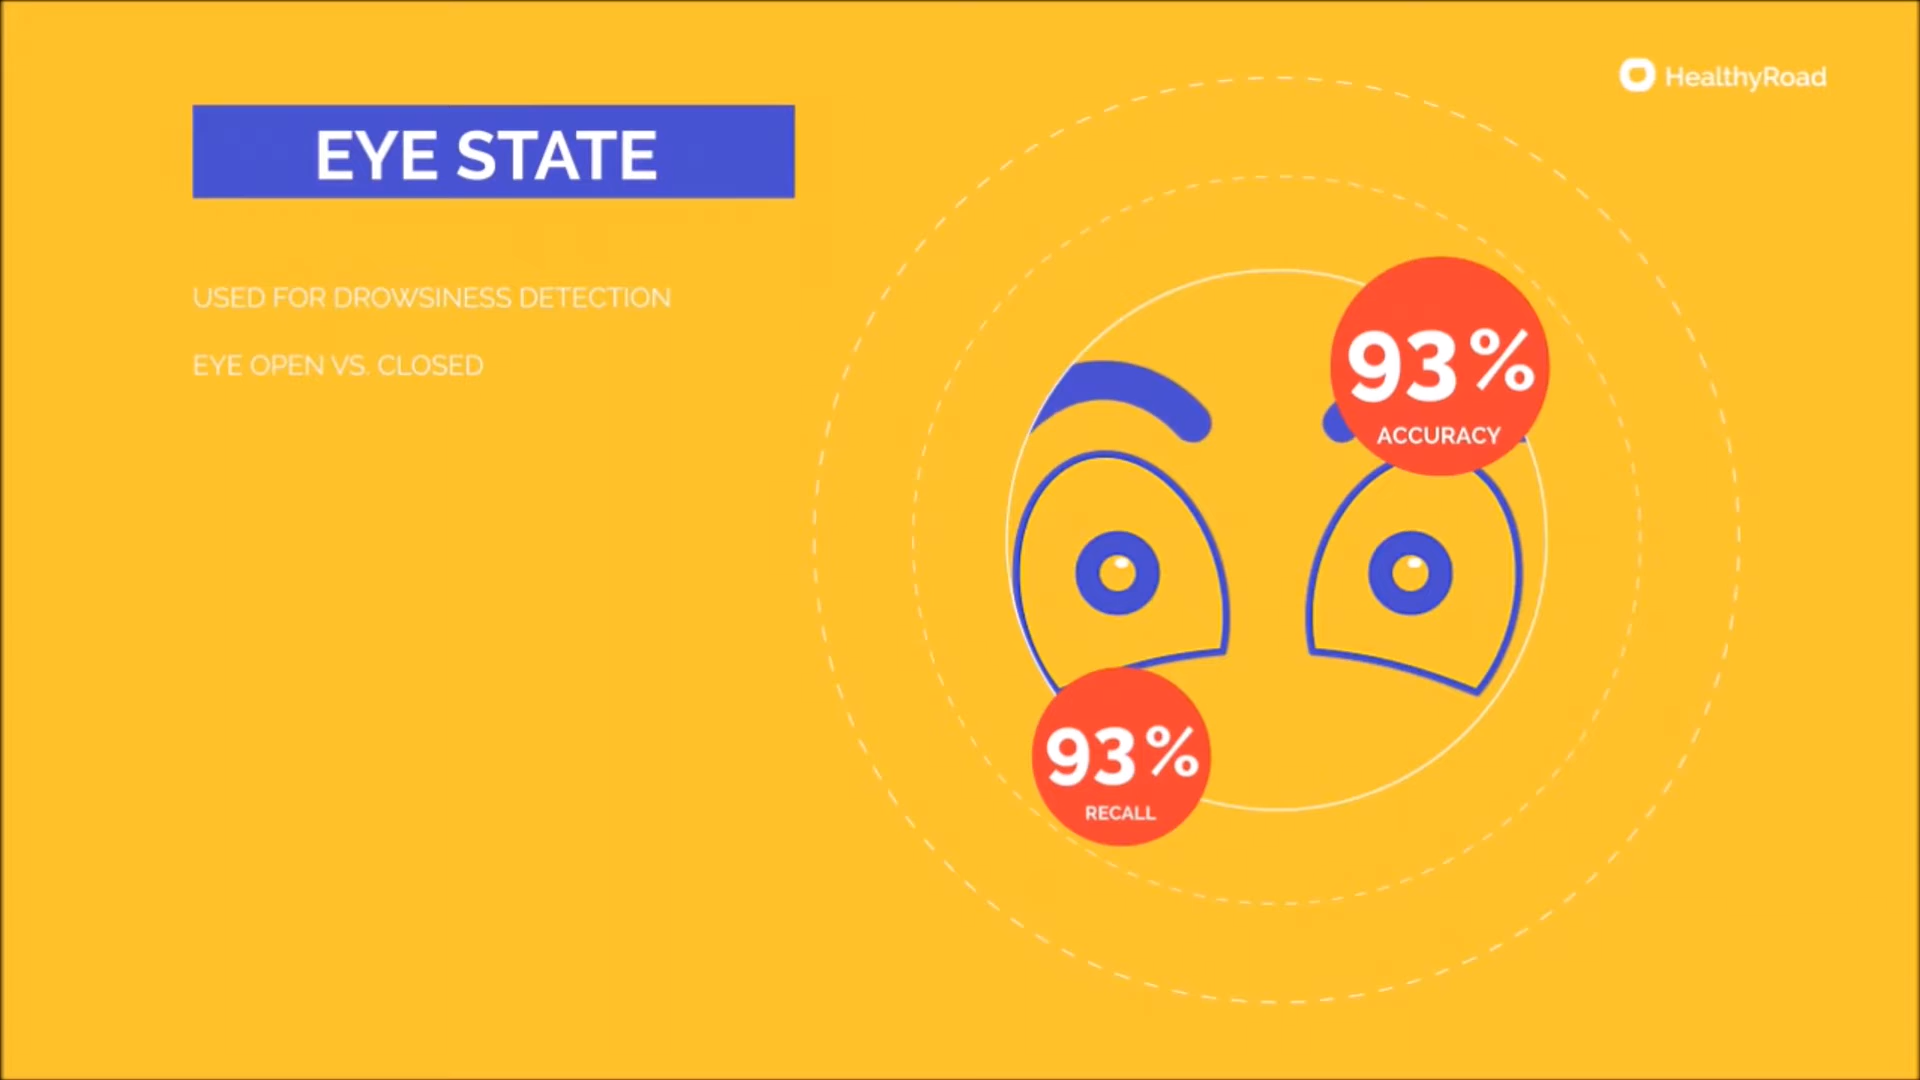 HealthyRoad
EYE STATE
USED FOR DROWSINESS DETECTION
EYE OPEN VS. CLOSED
93%
ACCURACY
93%
RECALL